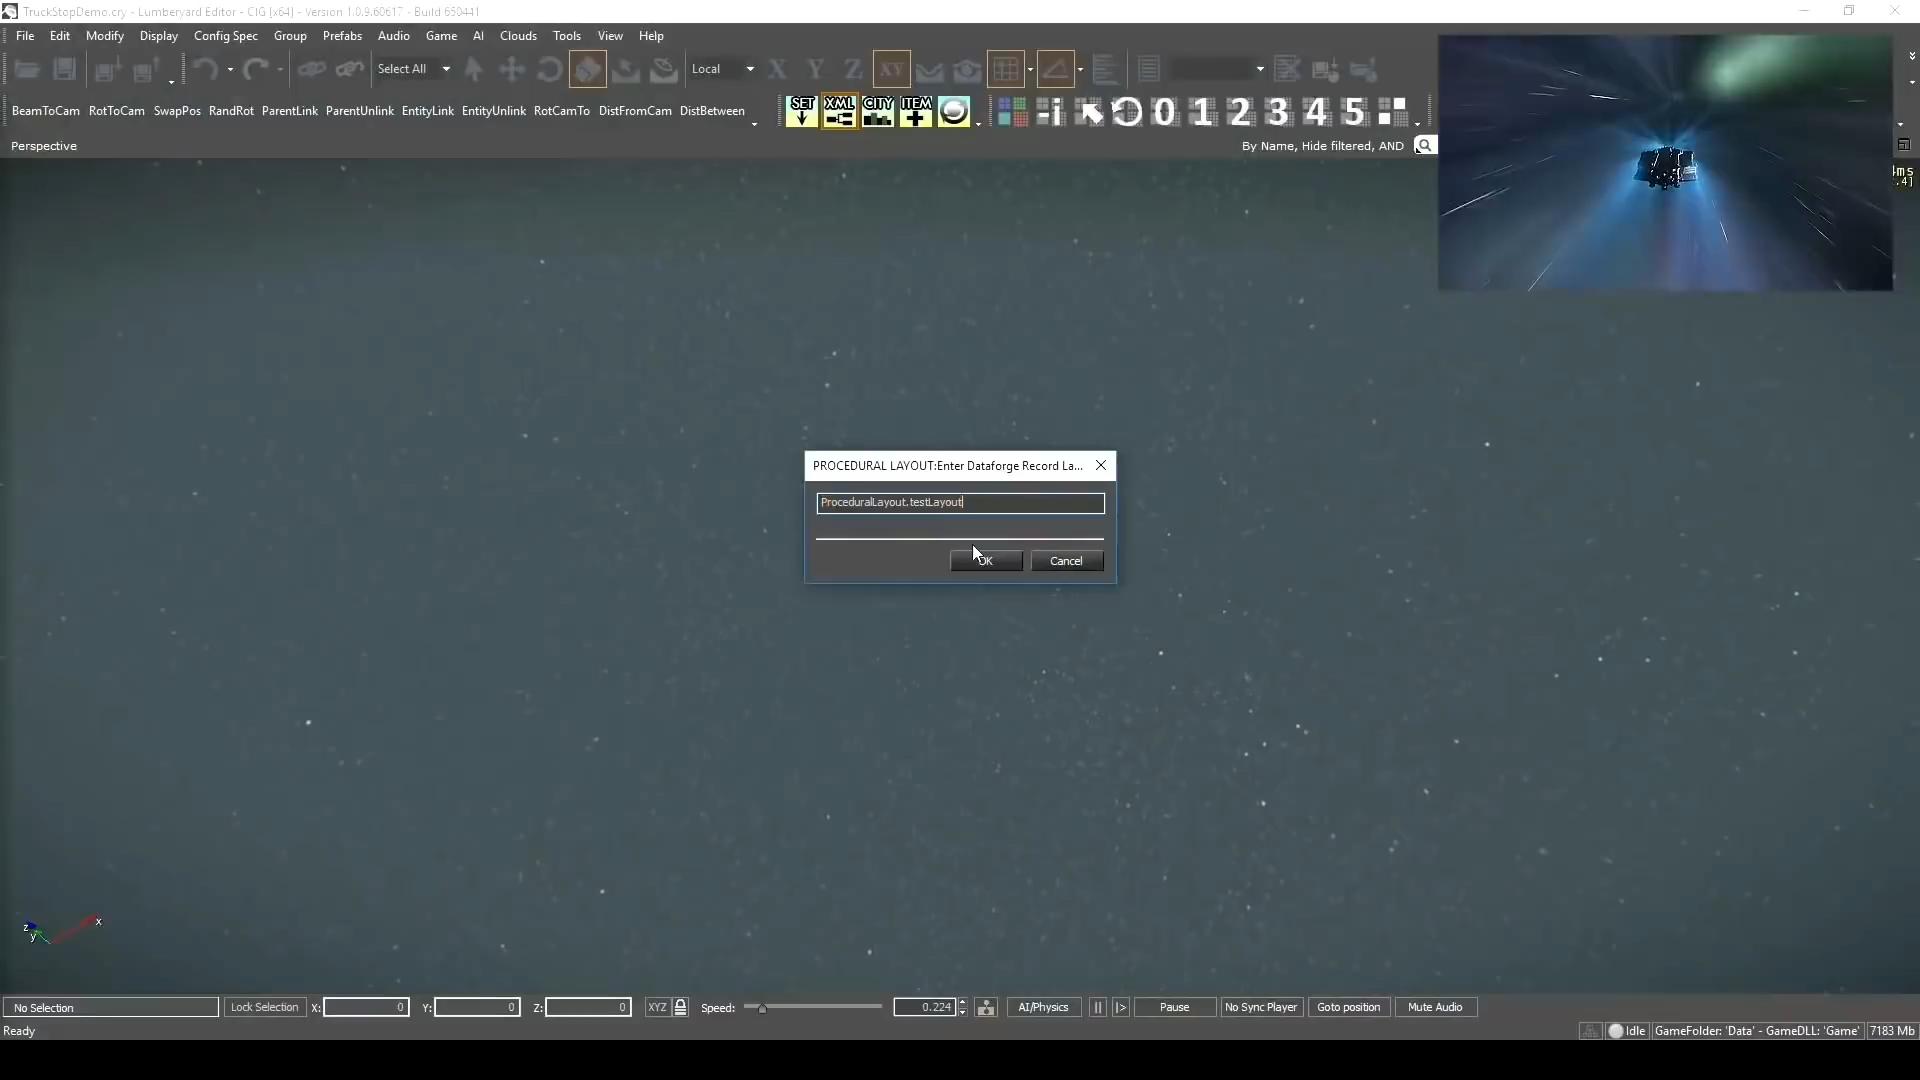 TruckStopDemo.cry - Lumberyard Editor - CIG [x64] - Version 1.0.9.60617 - Build 650441
File Edit Modify Display Config Spec Group Prefabs Audio Game AI Clouds Tools View Help
Select All Local X Y Z XY
BeamToCam RotToCam SwapPos RandRot ParentLink ParentUnlink EntityLink EntityUnlink RotCamTo DistFromCam DistBetween SET XML CITY ITEM -i 0 1 2 3 4 5
Perspective By Name, Hide filtered, AND
PROCEDURAL LAYOUT:Enter Dataforge Record La...
ProceduralLayout.testLayout
OK Cancel
z y x
No Selection Lock Selection X: 0 Y: 0 Z: 0 XYZ Speed: 0.224 AI/Physics Pause No Sync Player Goto position Mute Audio
Ready Idle GameFolder: 'Data' - GameDLL: 'Game' 7183 Mb